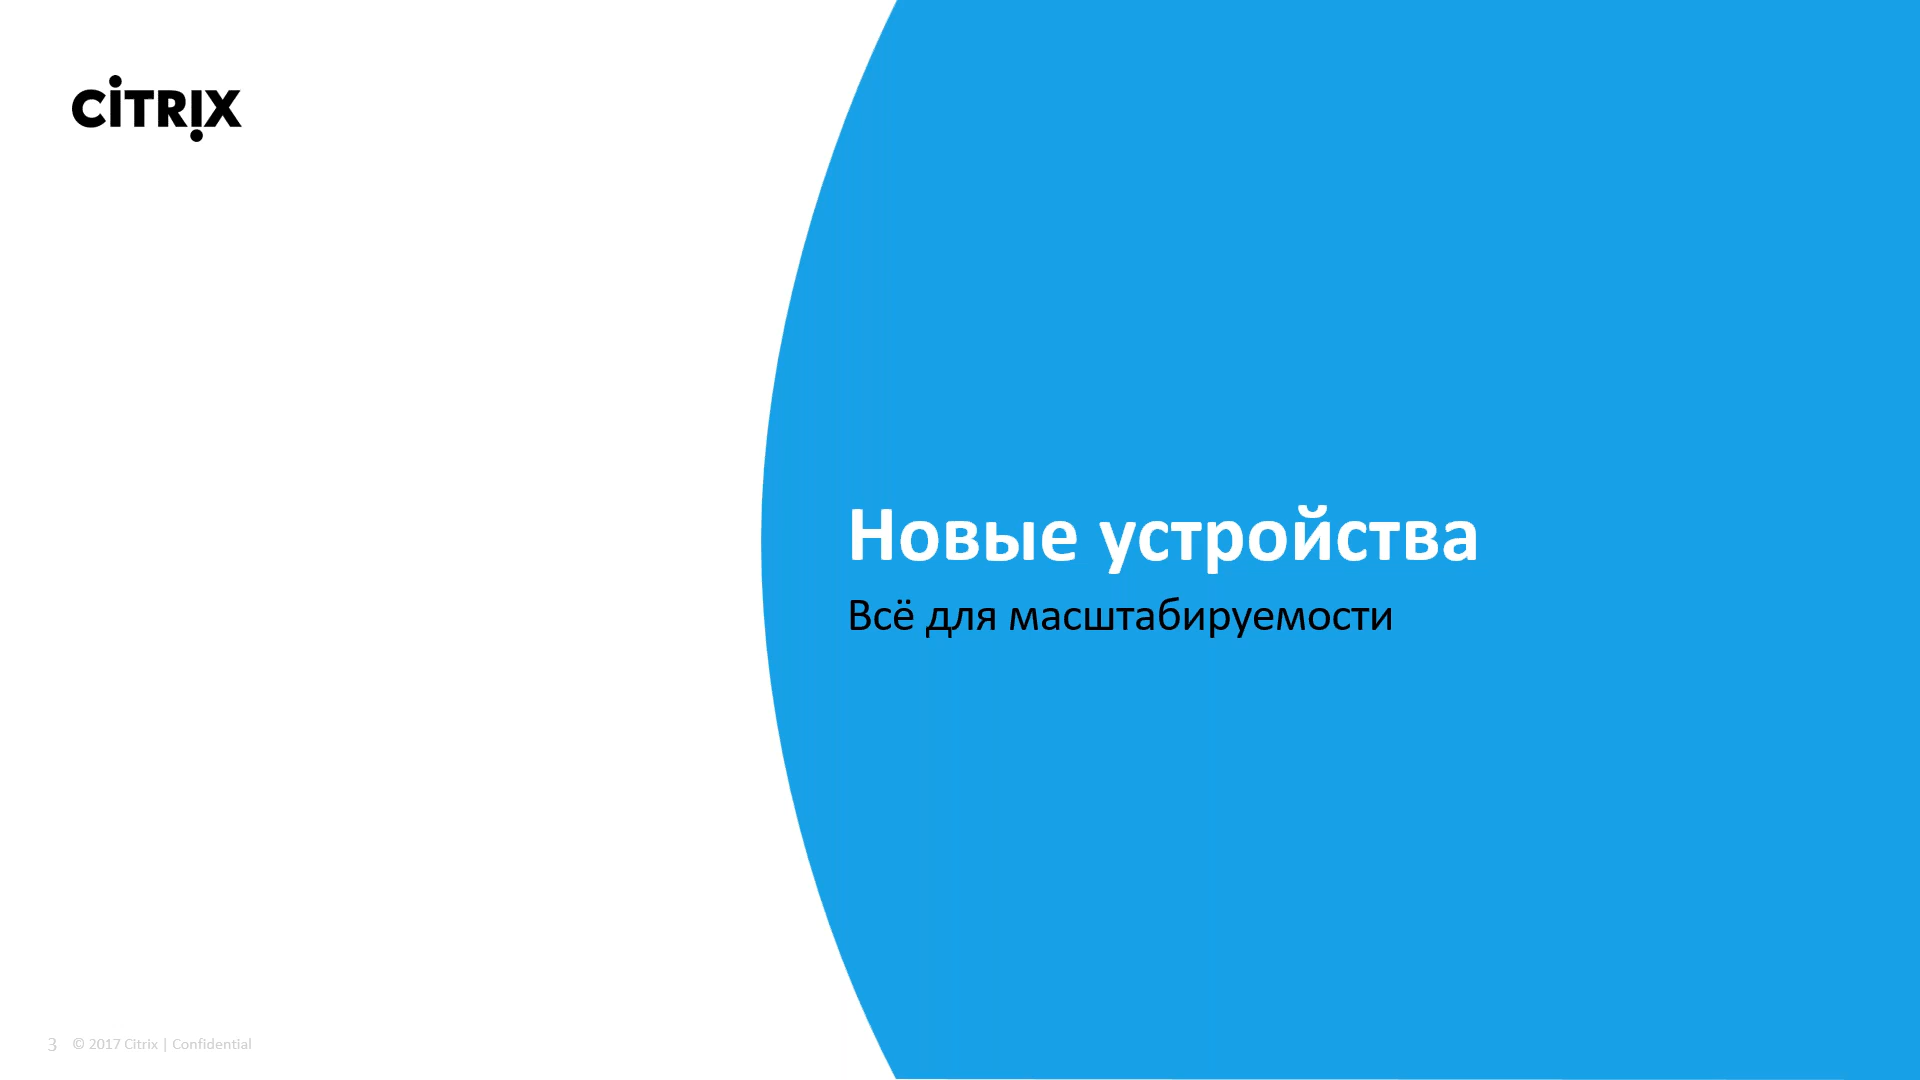 CITRIX
Новые устройства
Всё для масштабируемости
3 © 2017 Citrix | Confidential